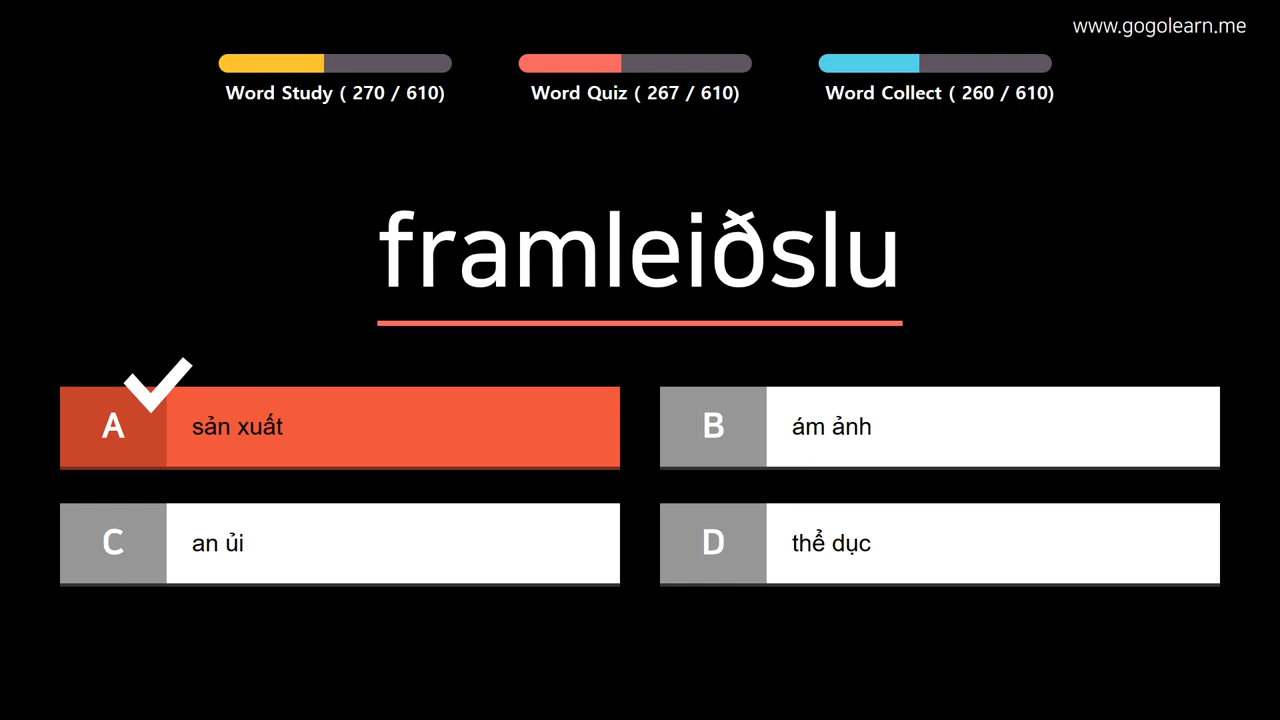 www.gogolearn.me
Word Study ( 270 / 610)
Word Quiz ( 267 / 610)
Word Collect ( 260 / 610)
framleiðslu
A sản xuất
B ám ảnh
C an ủi
D thể dục